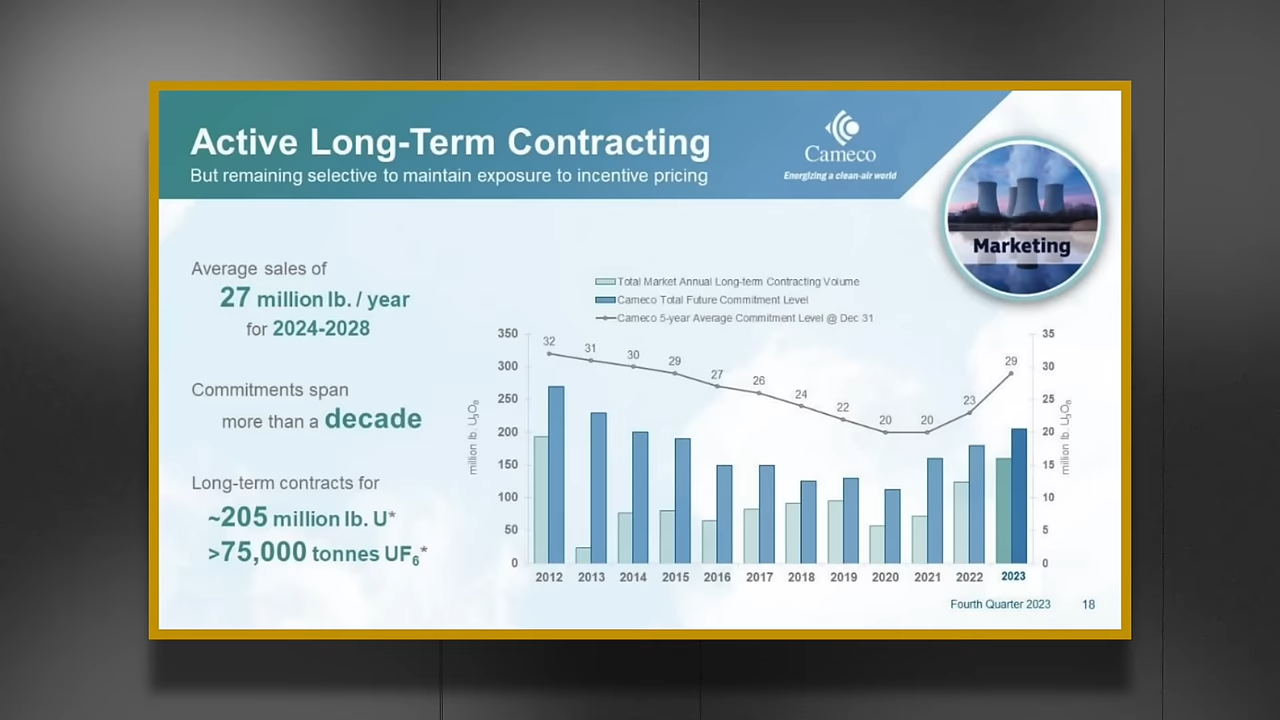 Active Long-Term Contracting
But remaining selective to maintain exposure to incentive pricing
Cameco
Energizing a clean-air world
Marketing
Average sales of
27 million lb. / year
for 2024-2028
Commitments span
more than a decade
Long-term contracts for
~205 million lb. U*
>75,000 tonnes UF₆*
Total Market Annual Long-term Contracting Volume
Cameco Total Future Commitment Level
Cameco 5-year Average Commitment Level @ Dec 31
350
300
250
200
150
100
50
0
million lb. U₃O₈
32
31
30
29
27
26
24
22
20
20
23
29
35
30
25
20
15
10
5
0
million lb. U₃O₈
2012 2013 2014 2015 2016 2017 2018 2019 2020 2021 2022 2023
Fourth Quarter 2023 18